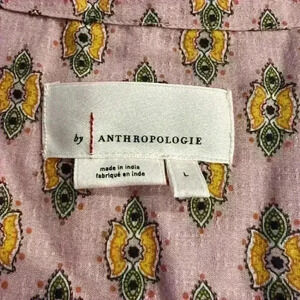 by ANTHROPOLOGIE
made in india
fabriqué en inde
L